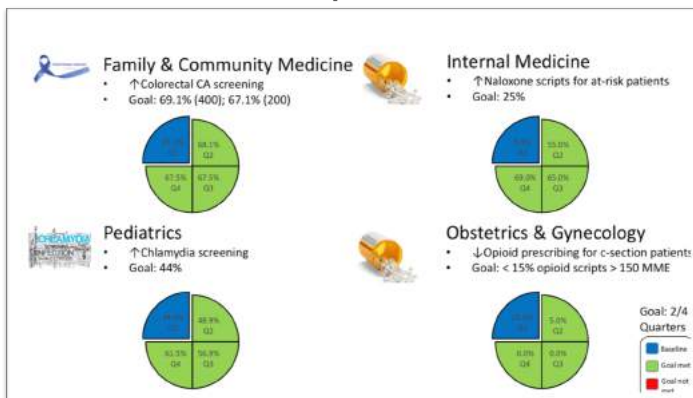 Family & Community Medicine
• ↑Colorectal CA screening
• Goal: 69.1% (400); 67.1% (200)
68.1%
Q2
67.5%
Q4
67.5%
Q3
Internal Medicine
• ↑Naloxone scripts for at-risk patients
• Goal: 25%
55.0%
Q2
69.0%
Q4
65.0%
Q3
CHLAMYDIA
INFECTION
Pediatrics
• ↑Chlamydia screening
• Goal: 44%
48.9%
Q2
61.5%
Q4
56.9%
Q3
Obstetrics & Gynecology
• ↓Opioid prescribing for c-section patients
• Goal: < 15% opioid scripts > 150 MME
5.0%
Q2
0.0%
Q4
0.0%
Q3
Goal: 2/4
Quarters
Baseline
Goal met
Goal not